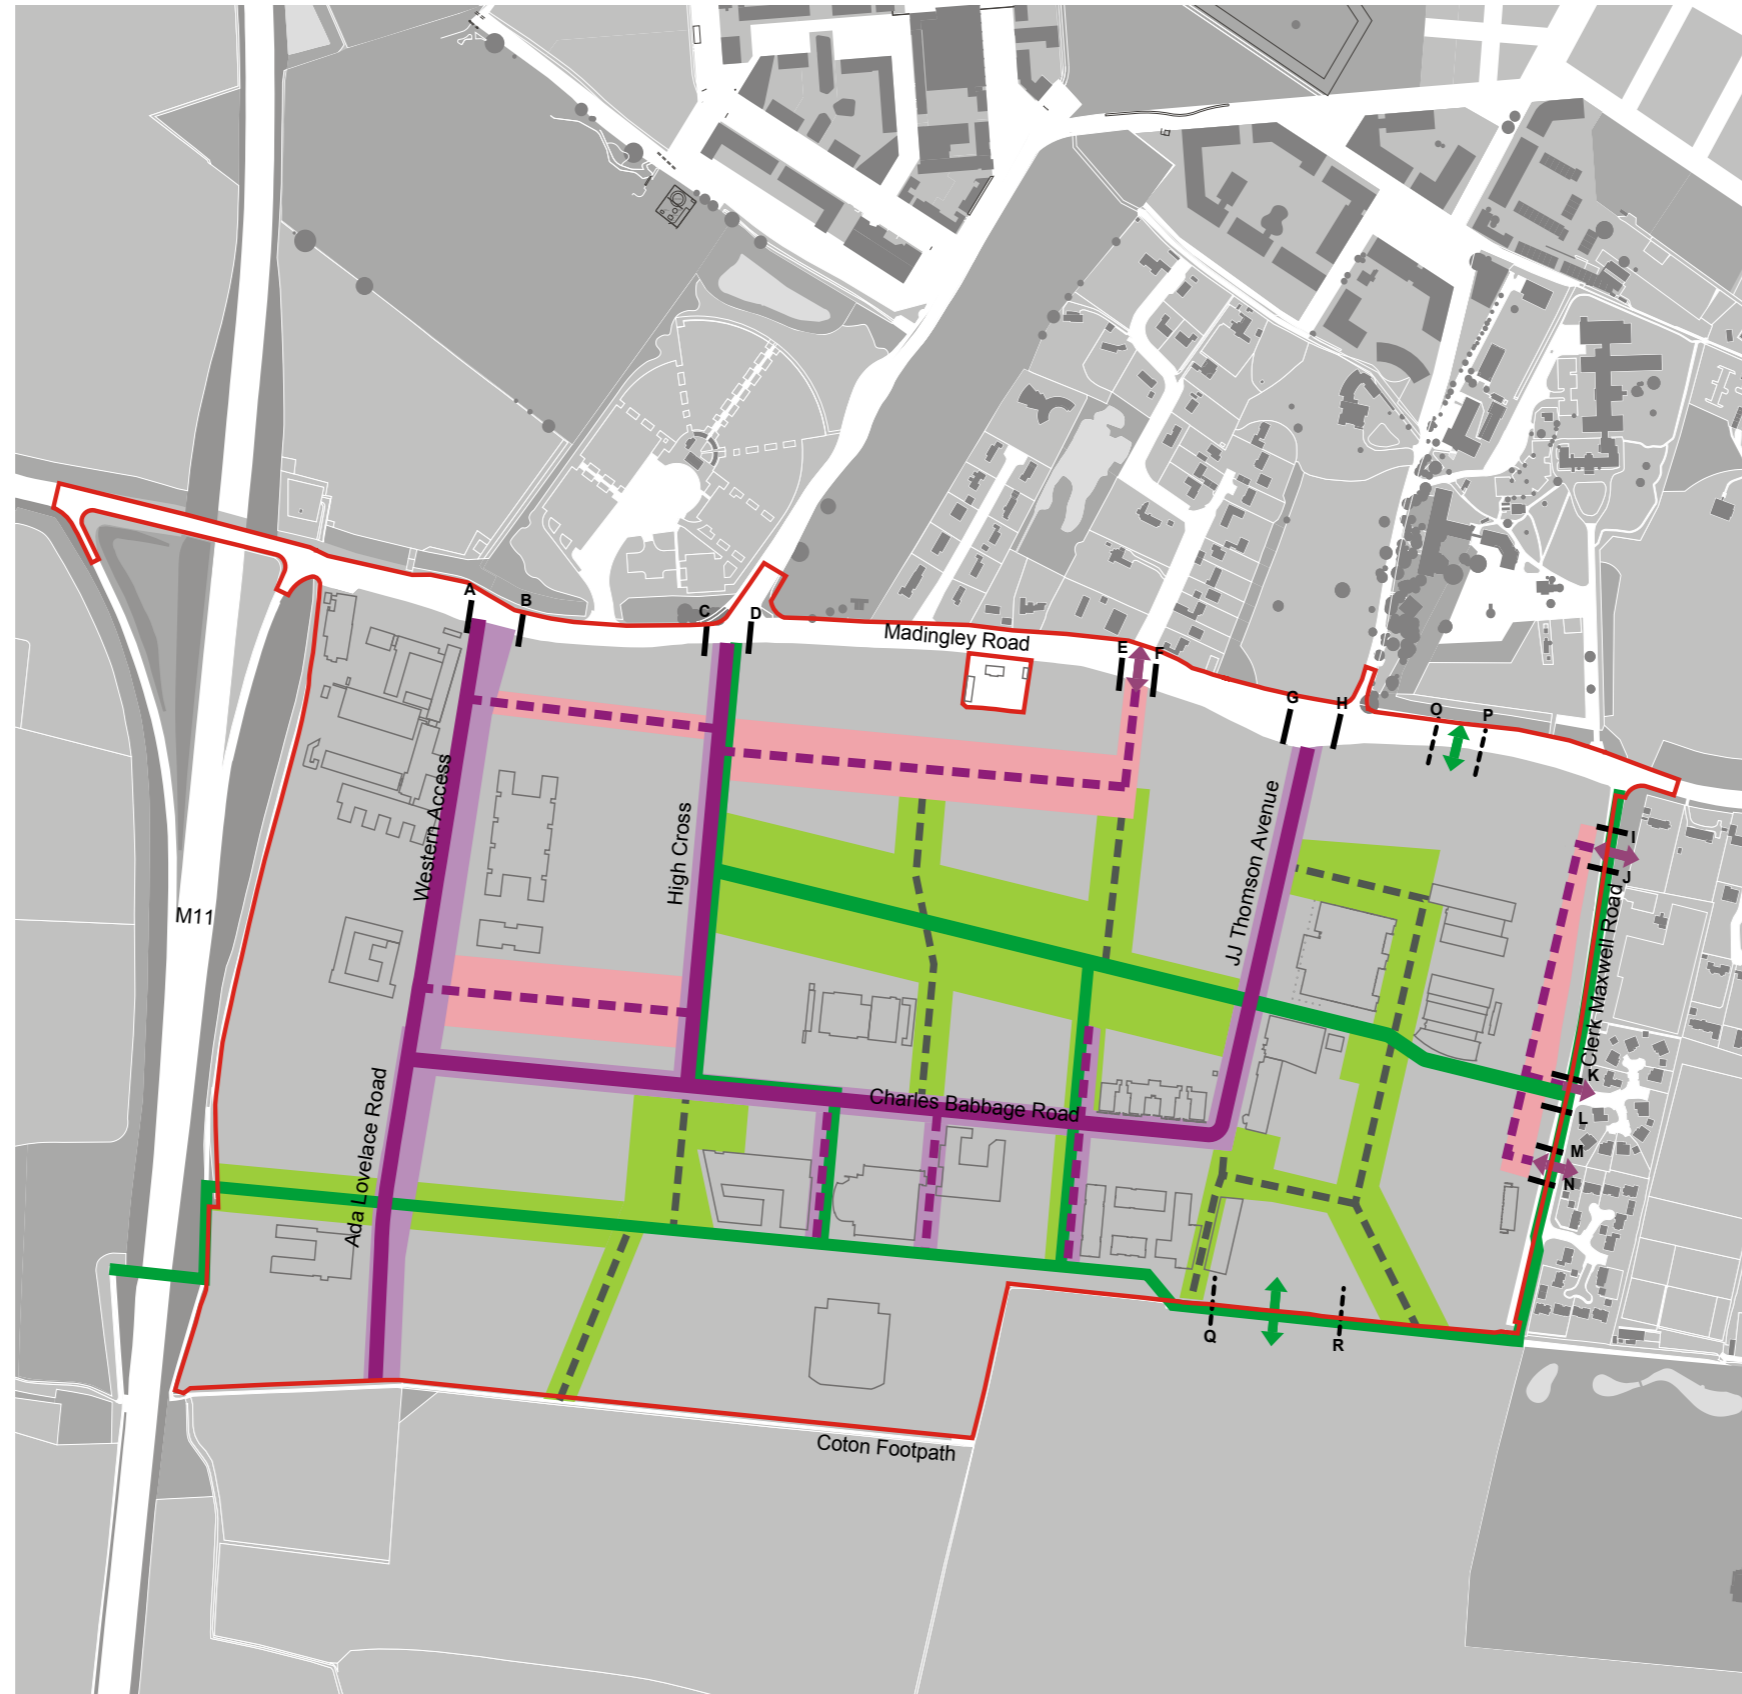 A
B
C
D
Madingley Road
E
F
G
H
O
P
I
J
Western Access
High Cross
JJ Thomson Avenue
Clerk Maxwell Road
M11
K
L
M
N
Charles Babbage Road
Ada Lovelace Road
Q
R
Coton Footpath